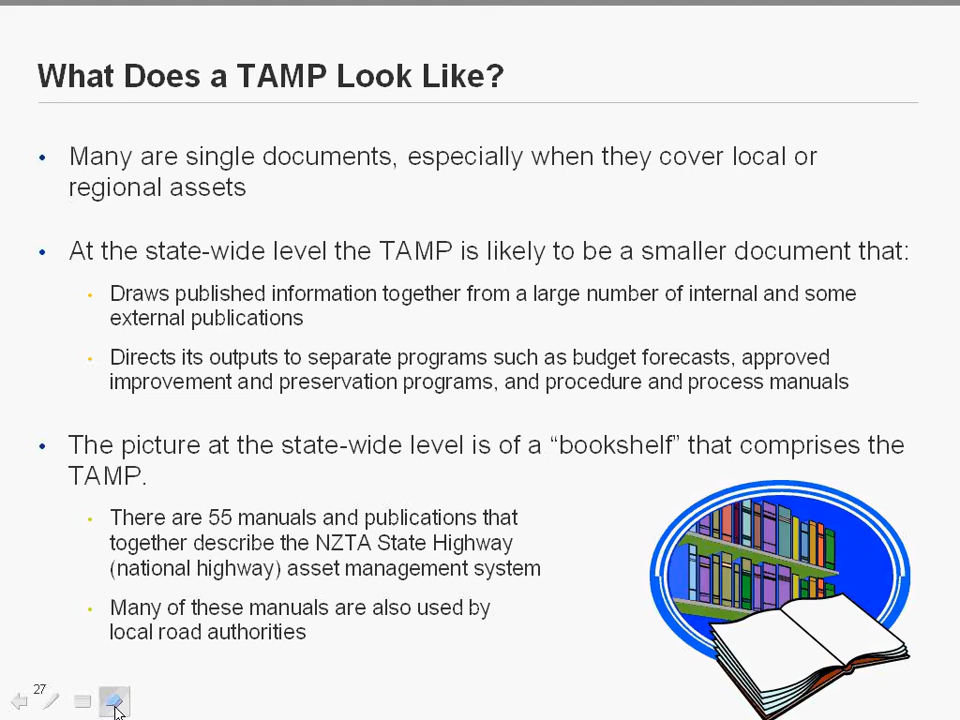 What Does a TAMP Look Like?
• Many are single documents, especially when they cover local or
regional assets
• At the state-wide level the TAMP is likely to be a smaller document that:
• Draws published information together from a large number of internal and some
external publications
• Directs its outputs to separate programs such as budget forecasts, approved
improvement and preservation programs, and procedure and process manuals
• The picture at the state-wide level is of a “bookshelf” that comprises the
TAMP.
• There are 55 manuals and publications that
together describe the NZTA State Highway
(national highway) asset management system
• Many of these manuals are also used by
local road authorities
27